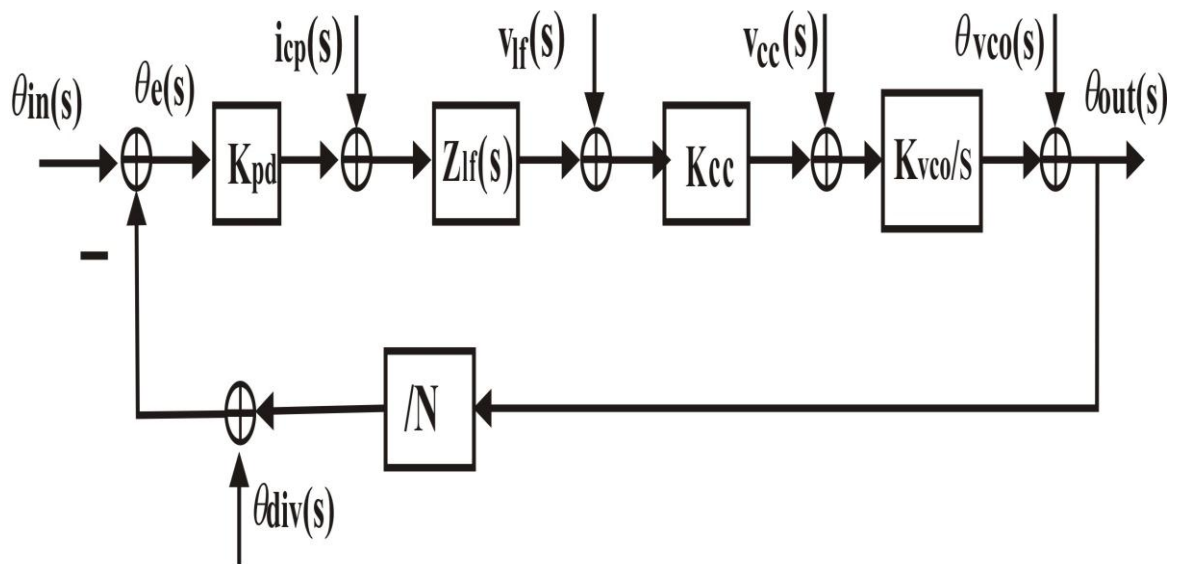 icp(s)
vlf(s)
vcc(s)
θvco(s)
θin(s)
θe(s)
θout(s)
Kpd
Zlf(s)
Kcc
Kvco/s
–
/N
θdiv(s)